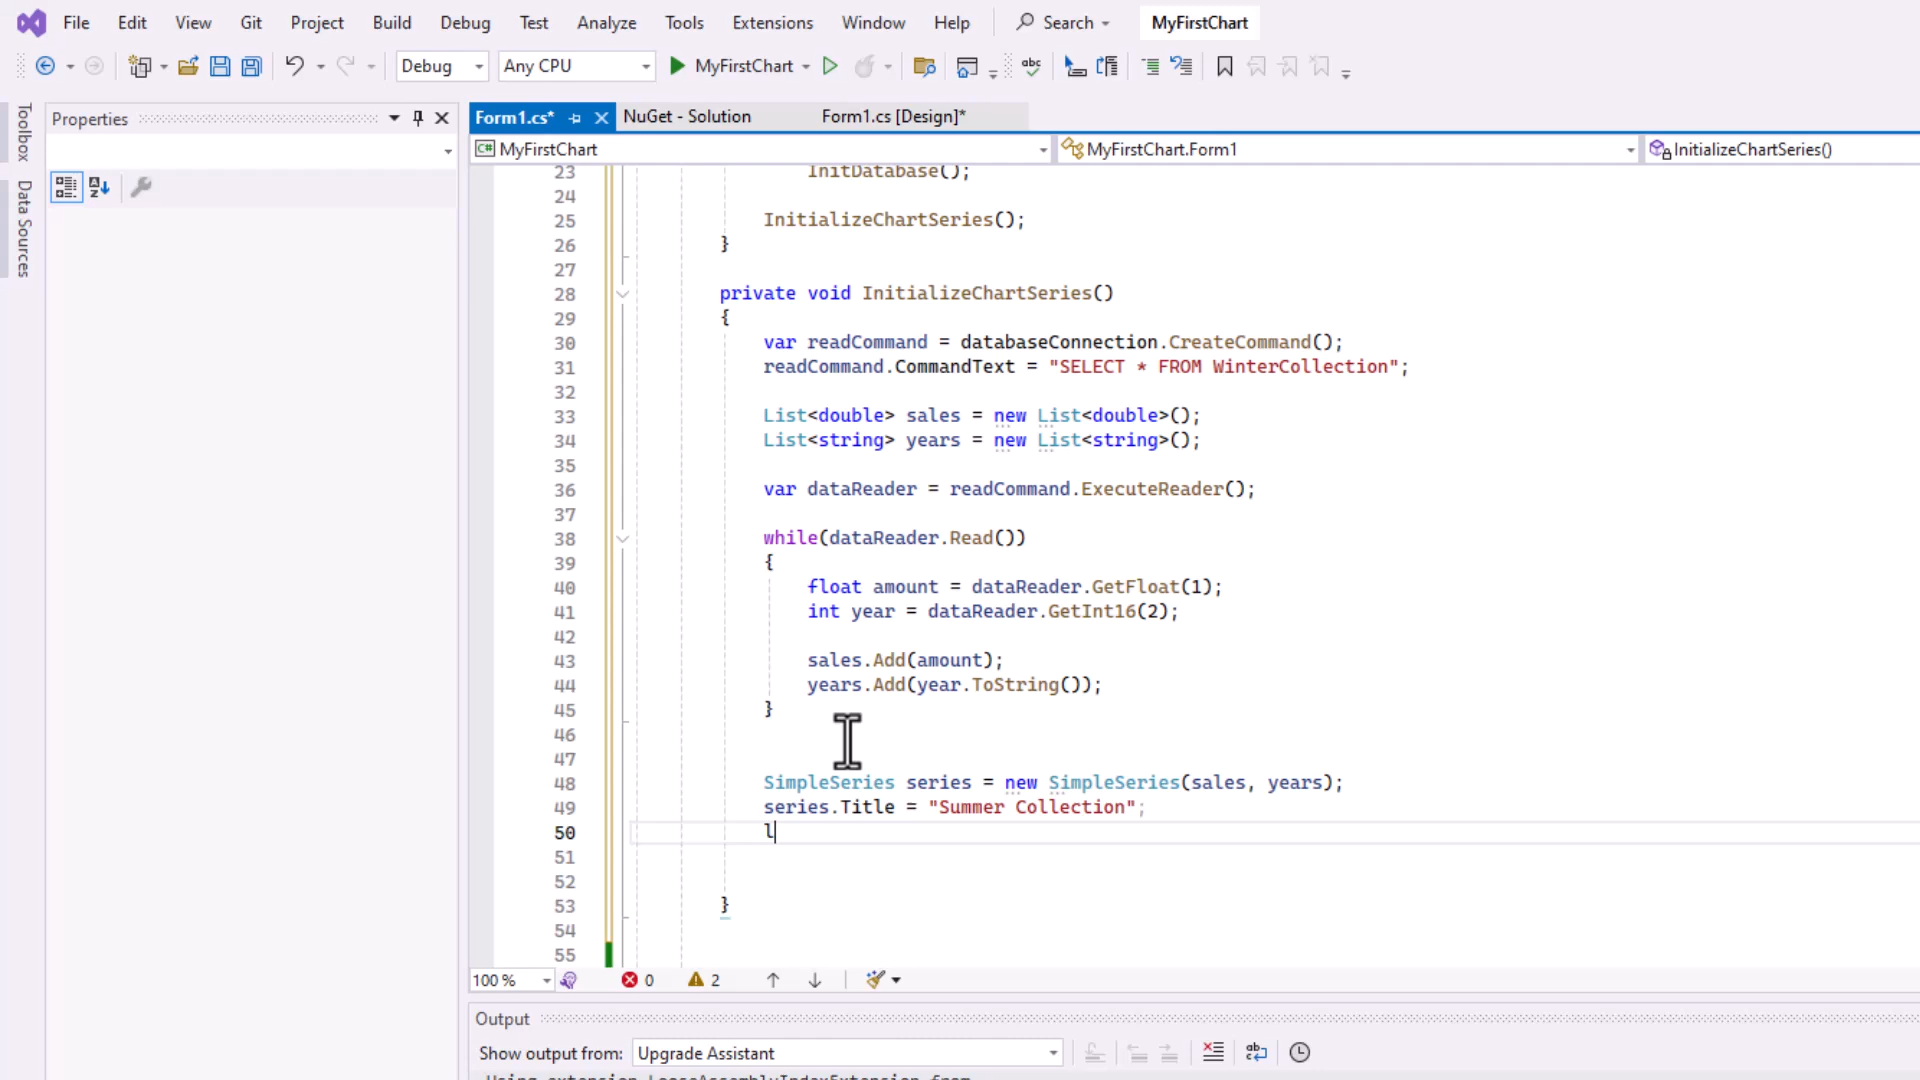 File Edit View Git Project Build Debug Test Analyze Tools Extensions Window Help Search MyFirstChart
Debug Any CPU MyFirstChart
Toolbox
Data Sources
Properties
Form1.cs* NuGet - Solution Form1.cs [Design]*
MyFirstChart MyFirstChart.Form1 InitializeChartSeries()
23 InitDatabase();
24
25 InitializeChartSeries();
26 }
27
28 private void InitializeChartSeries()
29 {
30 var readCommand = databaseConnection.CreateCommand();
31 readCommand.CommandText = "SELECT * FROM WinterCollection";
32
33 List<double> sales = new List<double>();
34 List<string> years = new List<string>();
35
36 var dataReader = readCommand.ExecuteReader();
37
38 while(dataReader.Read())
39 {
40 float amount = dataReader.GetFloat(1);
41 int year = dataReader.GetInt16(2);
42
43 sales.Add(amount);
44 years.Add(year.ToString());
45 }
46
47
48 SimpleSeries series = new SimpleSeries(sales, years);
49 series.Title = "Summer Collection";
50 l
51
52
53 }
54
55
100 % 0 2
Output
Show output from: Upgrade Assistant